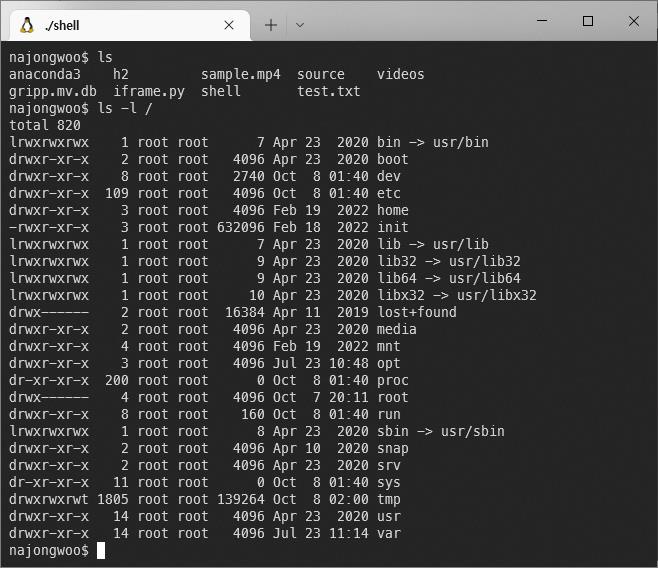 ./shell
najongwoo$ ls
anaconda3    h2         sample.mp4  source    videos
gripp.mv.db  iframe.py  shell       test.txt
najongwoo$ ls -l /
total 820
lrwxrwxrwx    1 root root      7 Apr 23  2020 bin -> usr/bin
drwxr-xr-x    2 root root   4096 Apr 23  2020 boot
drwxr-xr-x    8 root root   2740 Oct  8 01:40 dev
drwxr-xr-x  109 root root   4096 Oct  8 01:40 etc
drwxr-xr-x    3 root root   4096 Feb 19  2022 home
-rwxr-xr-x    3 root root 632096 Feb 18  2022 init
lrwxrwxrwx    1 root root      7 Apr 23  2020 lib -> usr/lib
lrwxrwxrwx    1 root root      9 Apr 23  2020 lib32 -> usr/lib32
lrwxrwxrwx    1 root root      9 Apr 23  2020 lib64 -> usr/lib64
lrwxrwxrwx    1 root root     10 Apr 23  2020 libx32 -> usr/libx32
drwx------    2 root root  16384 Apr 11  2019 lost+found
drwxr-xr-x    2 root root   4096 Apr 23  2020 media
drwxr-xr-x    4 root root   4096 Feb 19  2022 mnt
drwxr-xr-x    3 root root   4096 Jul 23 10:48 opt
dr-xr-xr-x  200 root root      0 Oct  8 01:40 proc
drwx------    4 root root   4096 Oct  7 20:11 root
drwxr-xr-x    8 root root    160 Oct  8 01:40 run
lrwxrwxrwx    1 root root      8 Apr 23  2020 sbin -> usr/sbin
drwxr-xr-x    2 root root   4096 Apr 10  2020 snap
drwxr-xr-x    2 root root   4096 Apr 23  2020 srv
dr-xr-xr-x   11 root root      0 Oct  8 01:40 sys
drwxrwxrwt 1805 root root 139264 Oct  8 02:00 tmp
drwxr-xr-x   14 root root   4096 Apr 23  2020 usr
drwxr-xr-x   14 root root   4096 Jul 23 11:14 var
najongwoo$